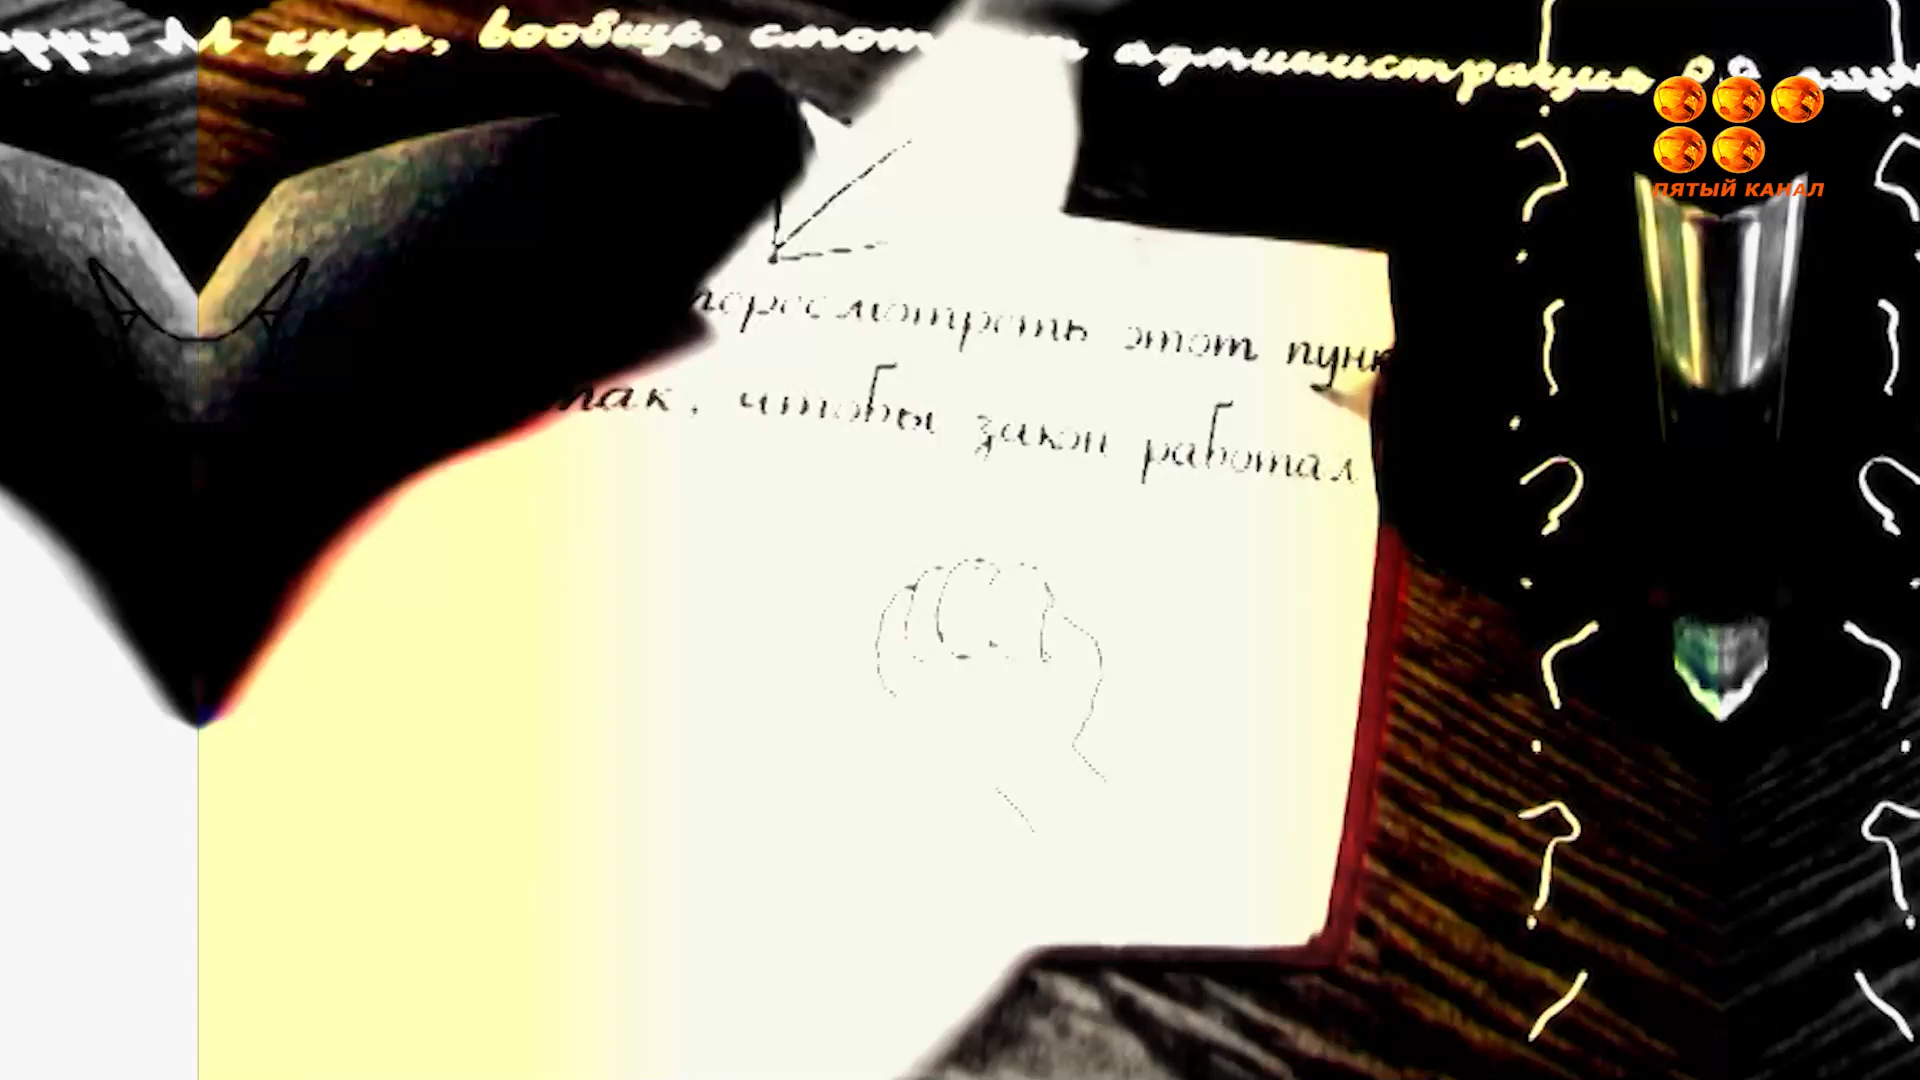 куда, вообще, смотрит администрация
ПЯТЫЙ КАНАЛ
пересмотреть этот пунк
так, чтобы закон работал